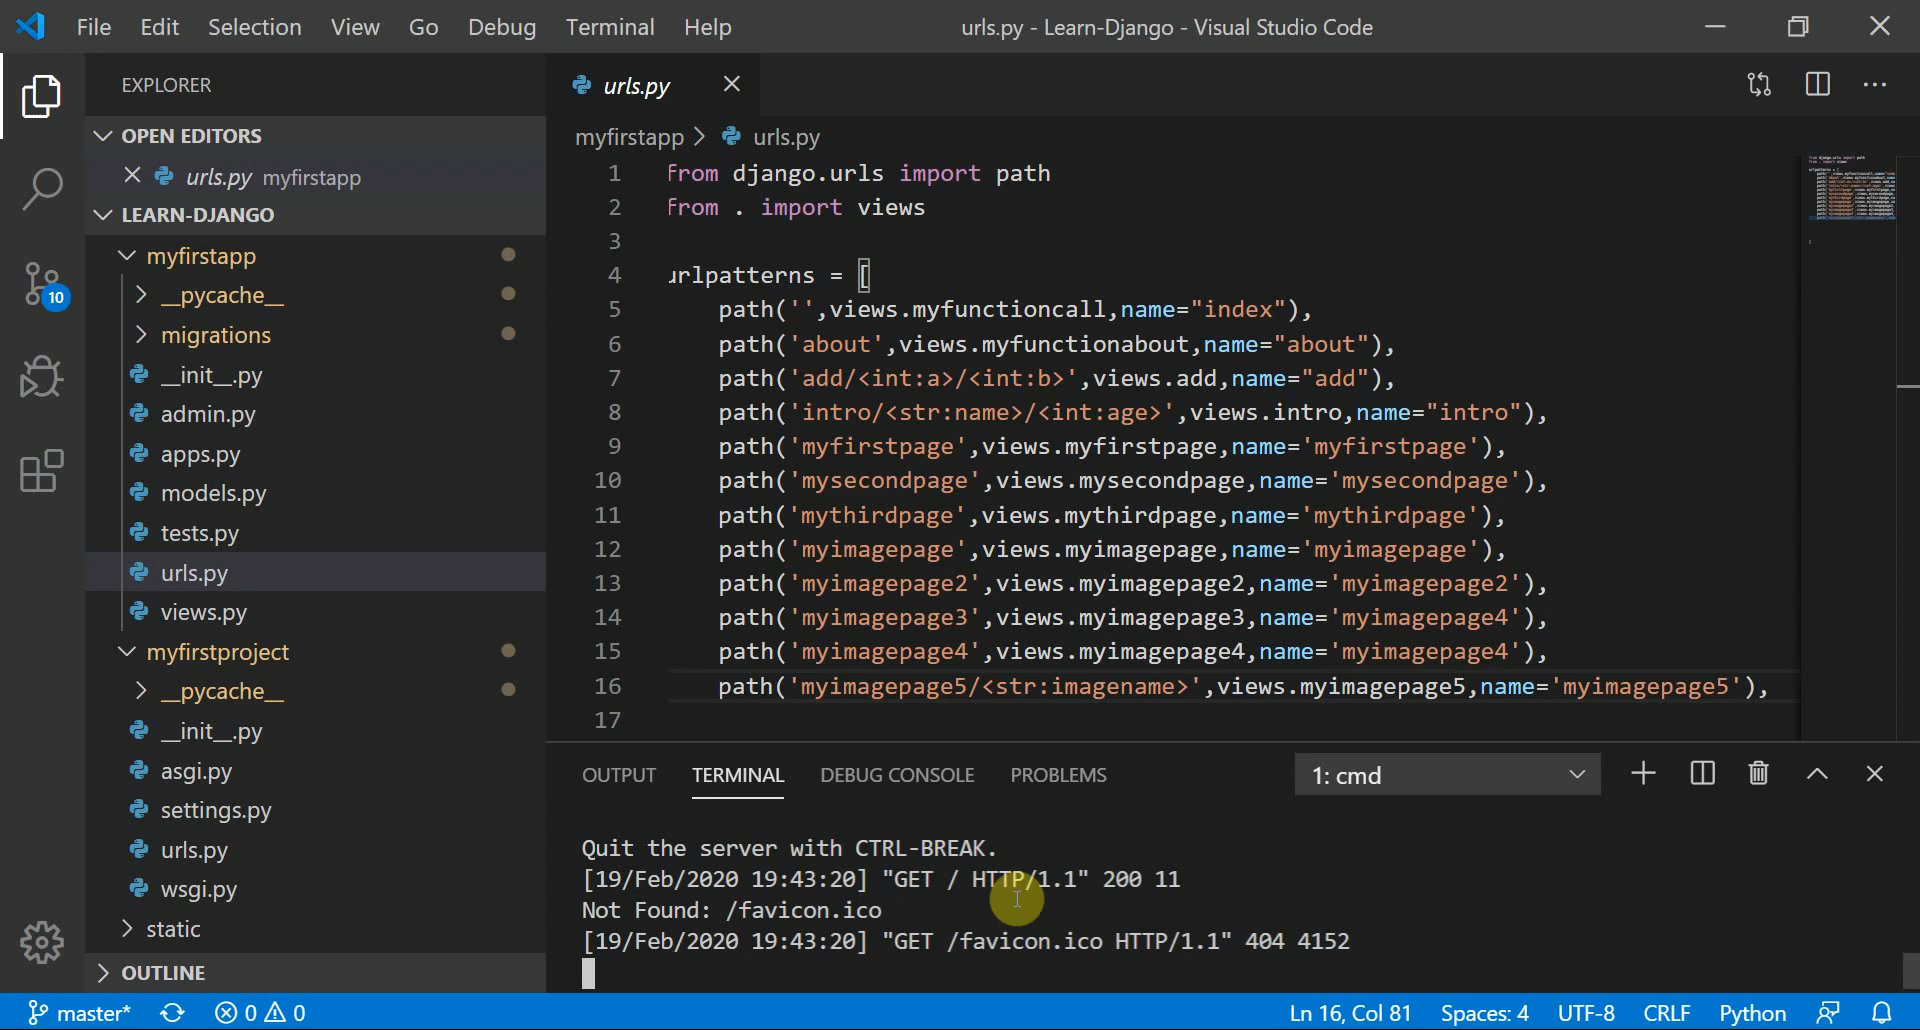 File Edit Selection View Go Debug Terminal Help urls.py - Learn-Django - Visual Studio Code
EXPLORER
OPEN EDITORS
urls.py myfirstapp
LEARN-DJANGO
myfirstapp
__pycache__
migrations
__init__.py
admin.py
apps.py
models.py
tests.py
urls.py
views.py
myfirstproject
__pycache__
__init__.py
asgi.py
settings.py
urls.py
wsgi.py
static
OUTLINE
10
urls.py
myfirstapp > urls.py
1 from django.urls import path
2 from . import views
3
4 urlpatterns = [
5 path('',views.myfunctioncall,name="index"),
6 path('about',views.myfunctionabout,name="about"),
7 path('add/<int:a>/<int:b>',views.add,name="add"),
8 path('intro/<str:name>/<int:age>',views.intro,name="intro"),
9 path('myfirstpage',views.myfirstpage,name='myfirstpage'),
10 path('mysecondpage',views.mysecondpage,name='mysecondpage'),
11 path('mythirdpage',views.mythirdpage,name='mythirdpage'),
12 path('myimagepage',views.myimagepage,name='myimagepage'),
13 path('myimagepage2',views.myimagepage2,name='myimagepage2'),
14 path('myimagepage3',views.myimagepage3,name='myimagepage4'),
15 path('myimagepage4',views.myimagepage4,name='myimagepage4'),
16 path('myimagepage5/<str:imagename>',views.myimagepage5,name='myimagepage5'),
17
OUTPUT TERMINAL DEBUG CONSOLE PROBLEMS 1: cmd
Quit the server with CTRL-BREAK.
[19/Feb/2020 19:43:20] "GET / HTTP/1.1" 200 11
Not Found: /favicon.ico
[19/Feb/2020 19:43:20] "GET /favicon.ico HTTP/1.1" 404 4152
master* 0 0 Ln 16, Col 81 Spaces: 4 UTF-8 CRLF Python